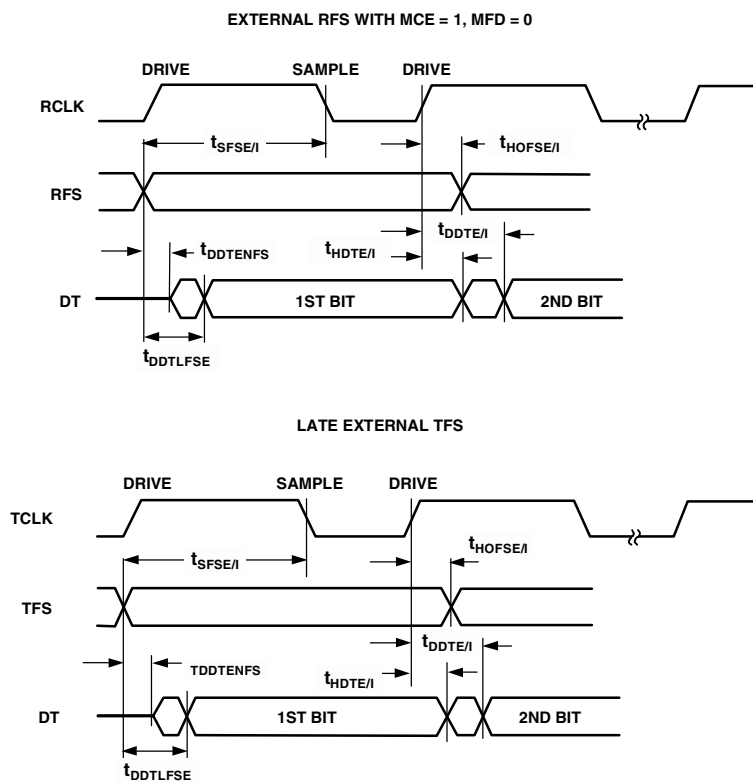 EXTERNAL RFS WITH MCE = 1, MFD = 0
DRIVE SAMPLE DRIVE
RCLK
tSFSE/I tHOFSE/I
RFS
tDDTE/I
tDDTENFS tHDTE/I
DT 1ST BIT 2ND BIT
tDDTLFSE
LATE EXTERNAL TFS
DRIVE SAMPLE DRIVE
TCLK
tSFSE/I tHOFSE/I
TFS
tDDTE/I
TDDTENFS tHDTE/I
DT 1ST BIT 2ND BIT
tDDTLFSE